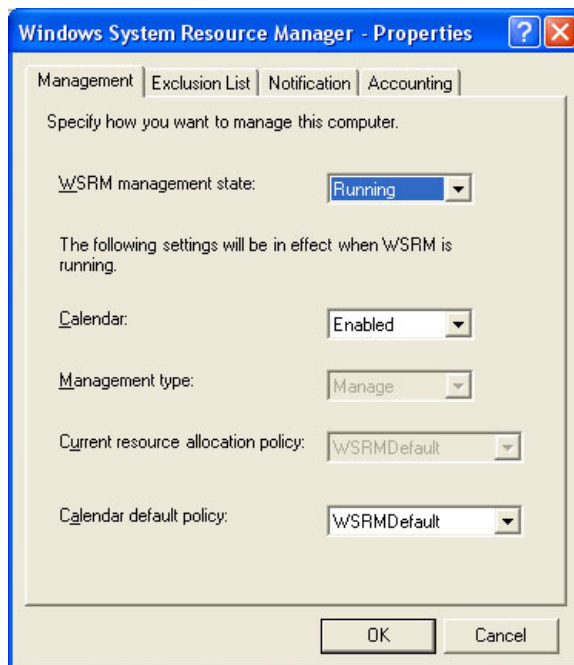 Windows System Resource Manager - Properties
Management
Exclusion List
Notification
Accounting
Specify how you want to manage this computer.
WSRM management state:
Running
The following settings will be in effect when WSRM is
running.
Calendar:
Enabled
Management type:
Manage
Current resource allocation policy:
WSRMDefault
Calendar default policy:
WSRMDefault
OK
Cancel